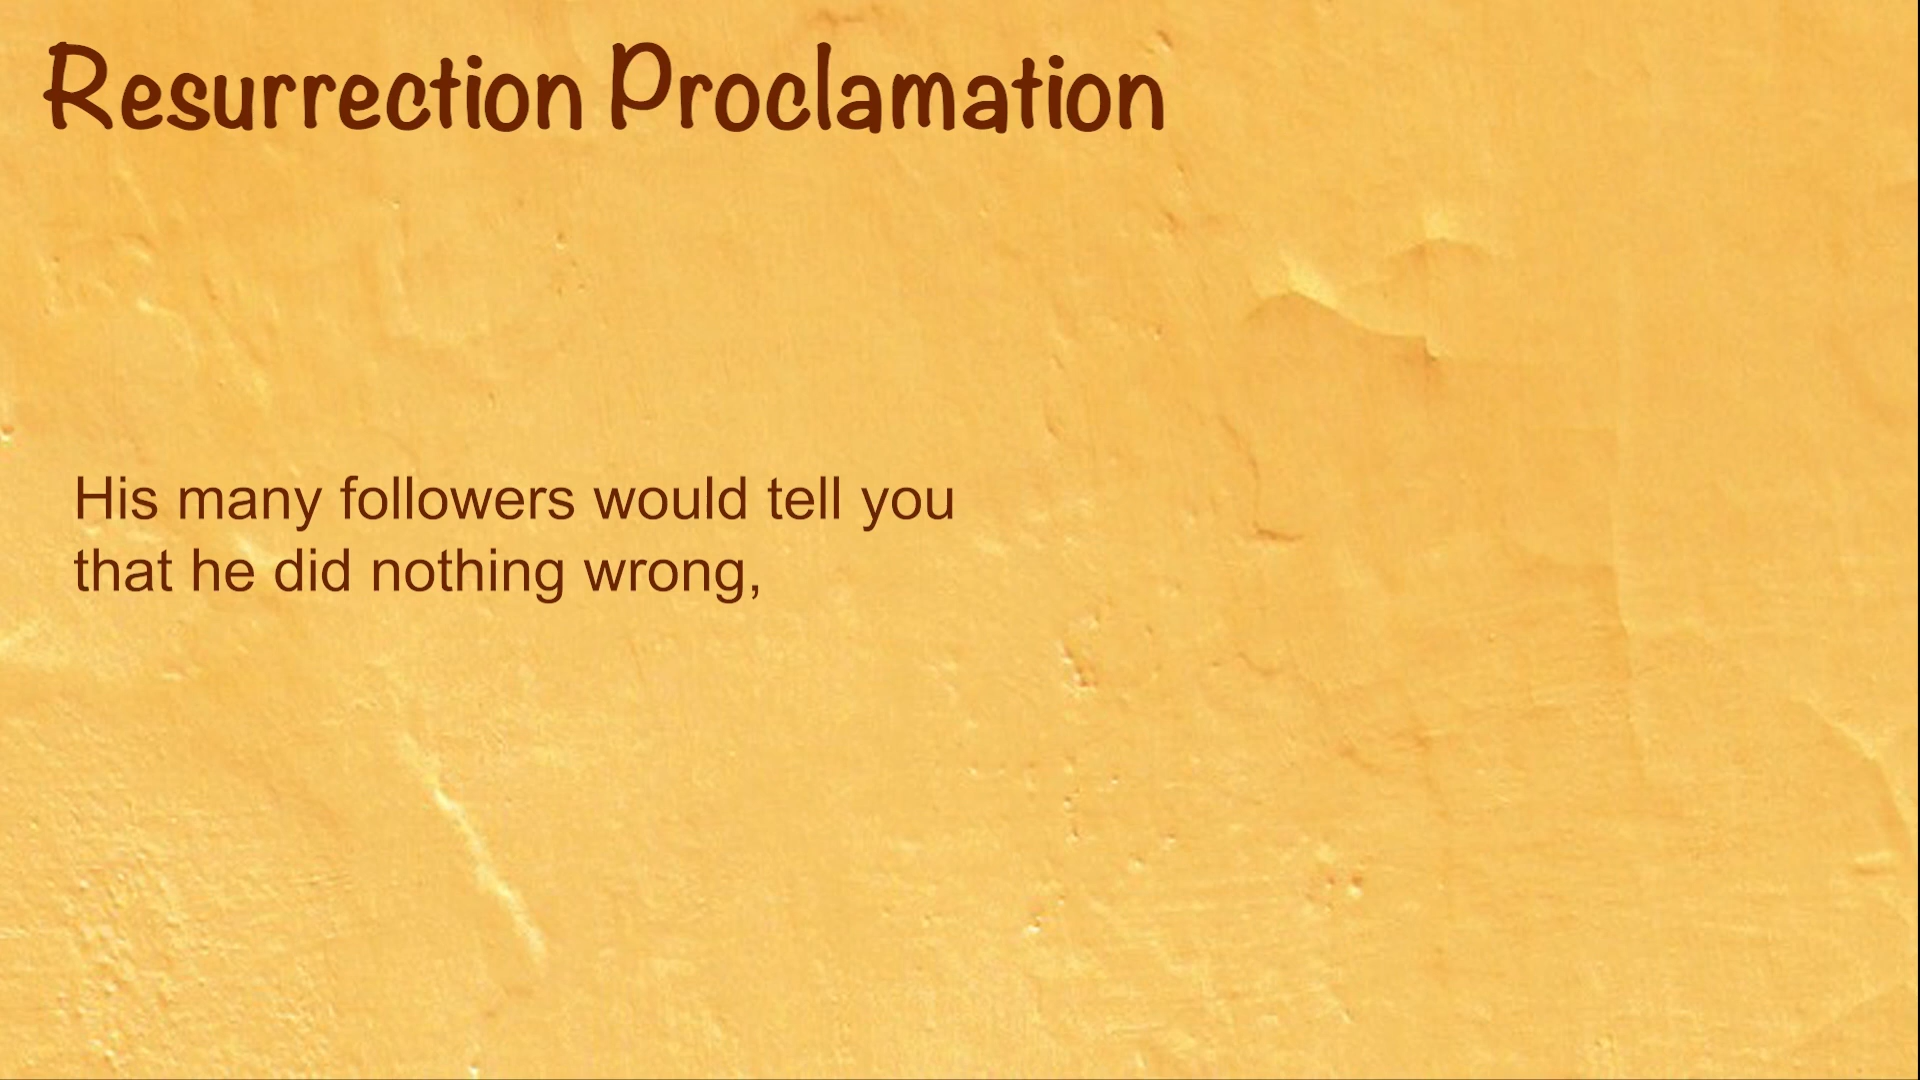 Resurrection Proclamation
His many followers would tell you
that he did nothing wrong,